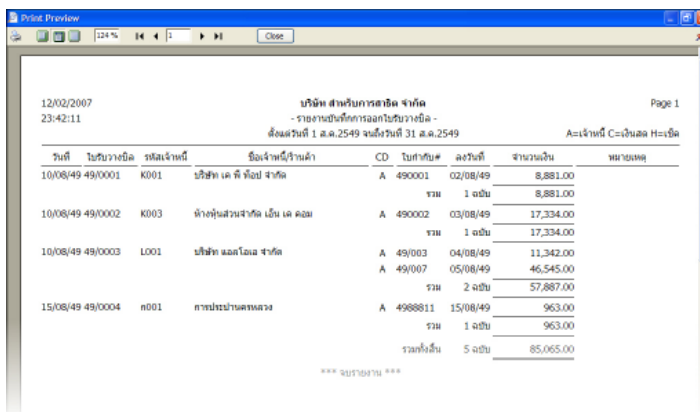 Print Preview
124 % 1 Close
12/02/2007 บริษัท สำหรับการสาธิต จำกัด Page 1
23:42:11 - รายงานบันทึกการออกใบรับวางบิล -
ตั้งแต่วันที่ 1 ส.ค.2549 จนถึงวันที่ 31 ส.ค.2549 A=เจ้าหนี้ C=เงินสด H=เช็ค
วันที่ ใบรับวางบิล รหัสเจ้าหนี้ ชื่อเจ้าหนี้/ร้านค้า CD ใบกำกับ# ลงวันที่ จำนวนเงิน หมายเหตุ
10/08/49 49/0001 K001 บริษัท เค พี ท็อป จำกัด A 490001 02/08/49 8,881.00
รวม 1 ฉบับ 8,881.00
10/08/49 49/0002 K003 ห้างหุ้นส่วนจำกัด เอ็น เค คอม A 490002 03/08/49 17,334.00
รวม 1 ฉบับ 17,334.00
10/08/49 49/0003 L001 บริษัท แอลโอเอ จำกัด A 49/003 04/08/49 11,342.00
A 49/007 05/08/49 46,545.00
รวม 2 ฉบับ 57,887.00
15/08/49 49/0004 ก001 การประปานครหลวง A 4988811 15/08/49 963.00
รวม 1 ฉบับ 963.00
รวมทั้งสิ้น 5 ฉบับ 85,065.00
*** จบรายงาน ***